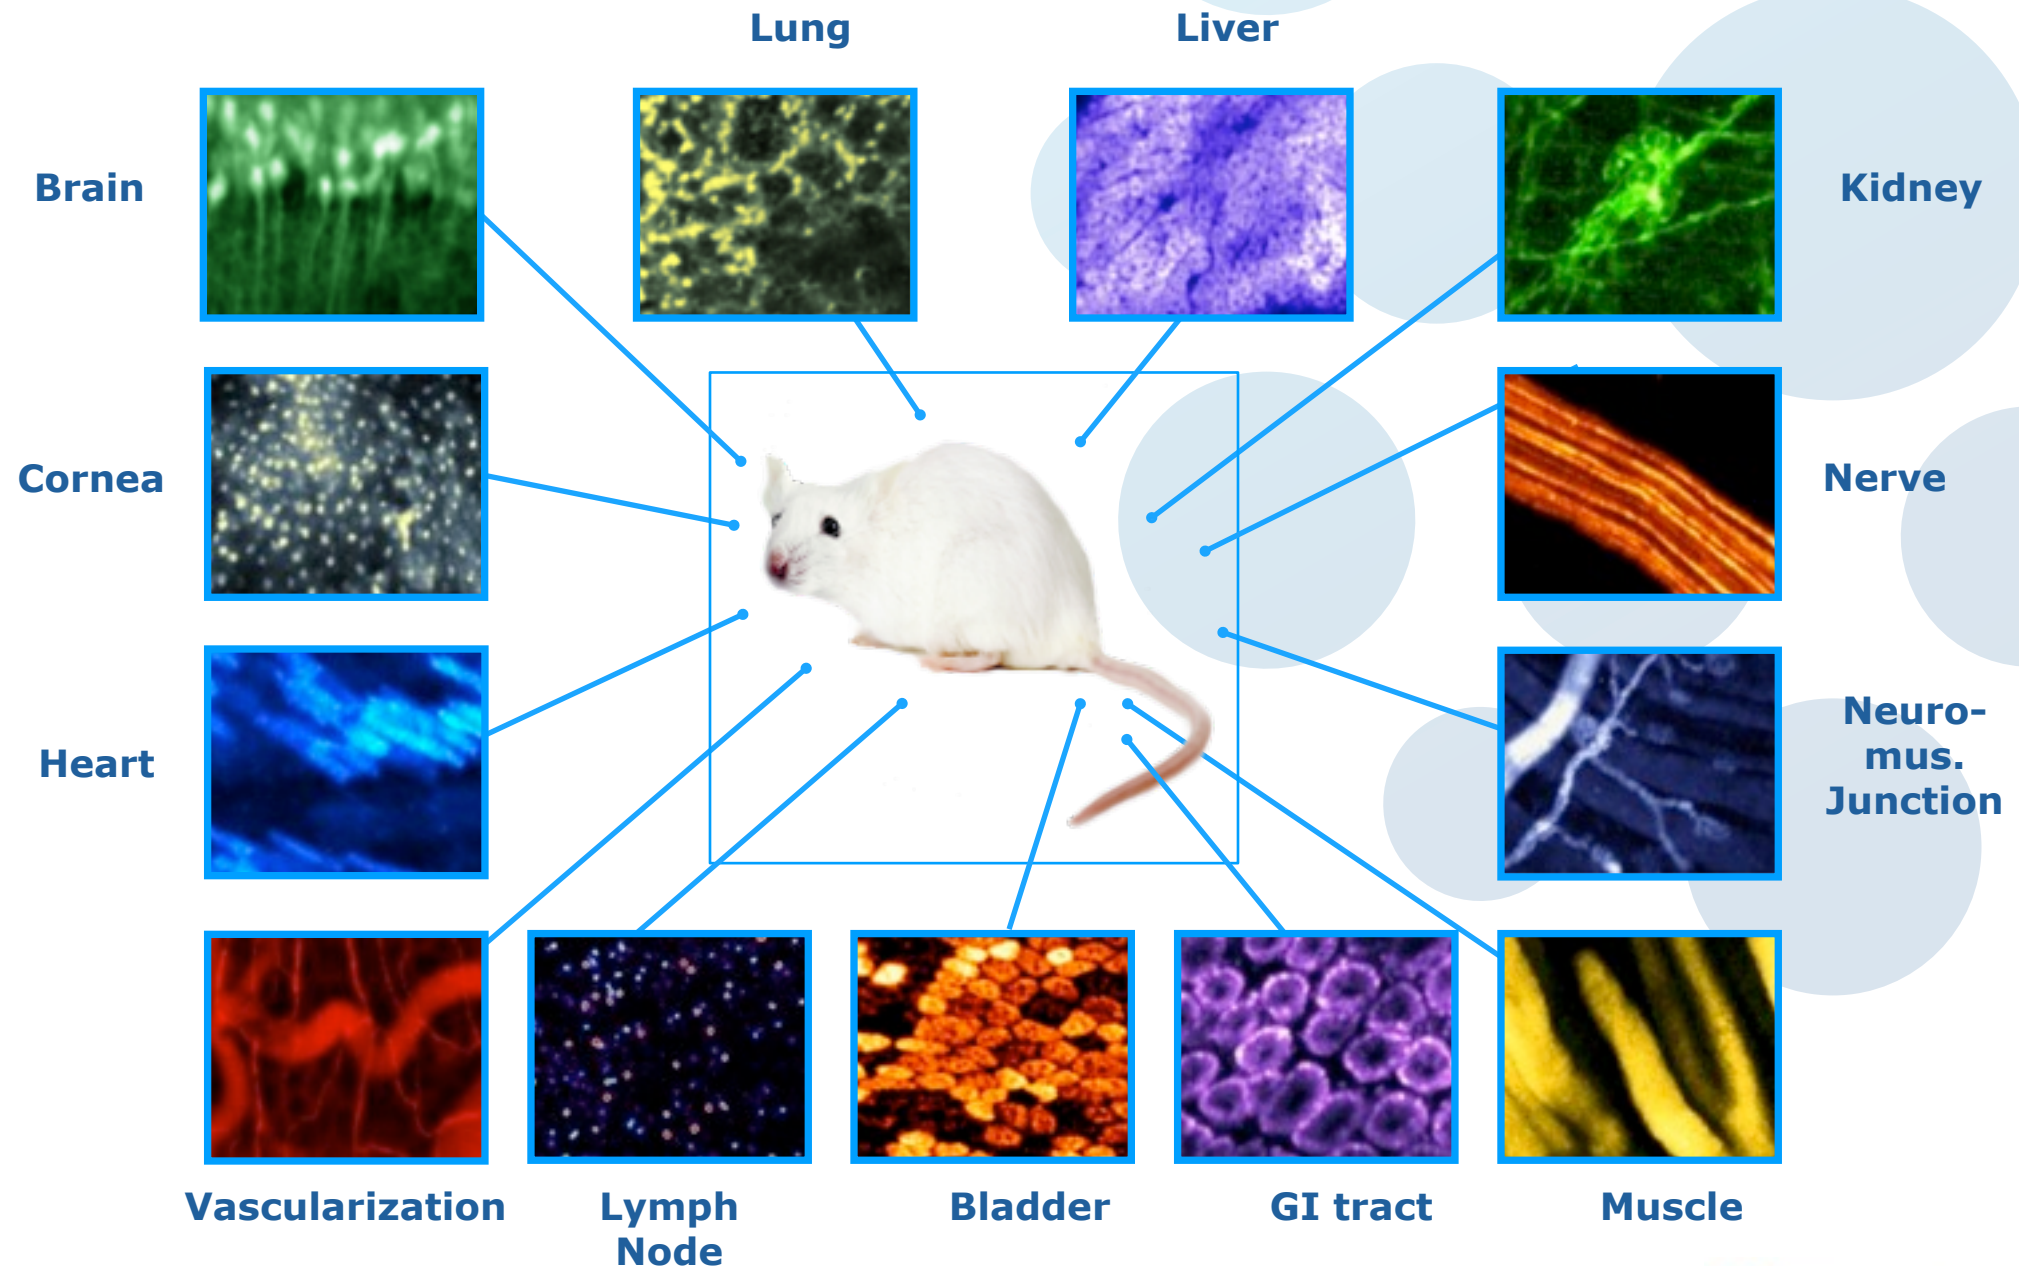 Lung
Liver
Brain
Kidney
Cornea
Nerve
Heart
Neuro-
mus.
Junction
Vascularization
Lymph
Node
Bladder
GI tract
Muscle